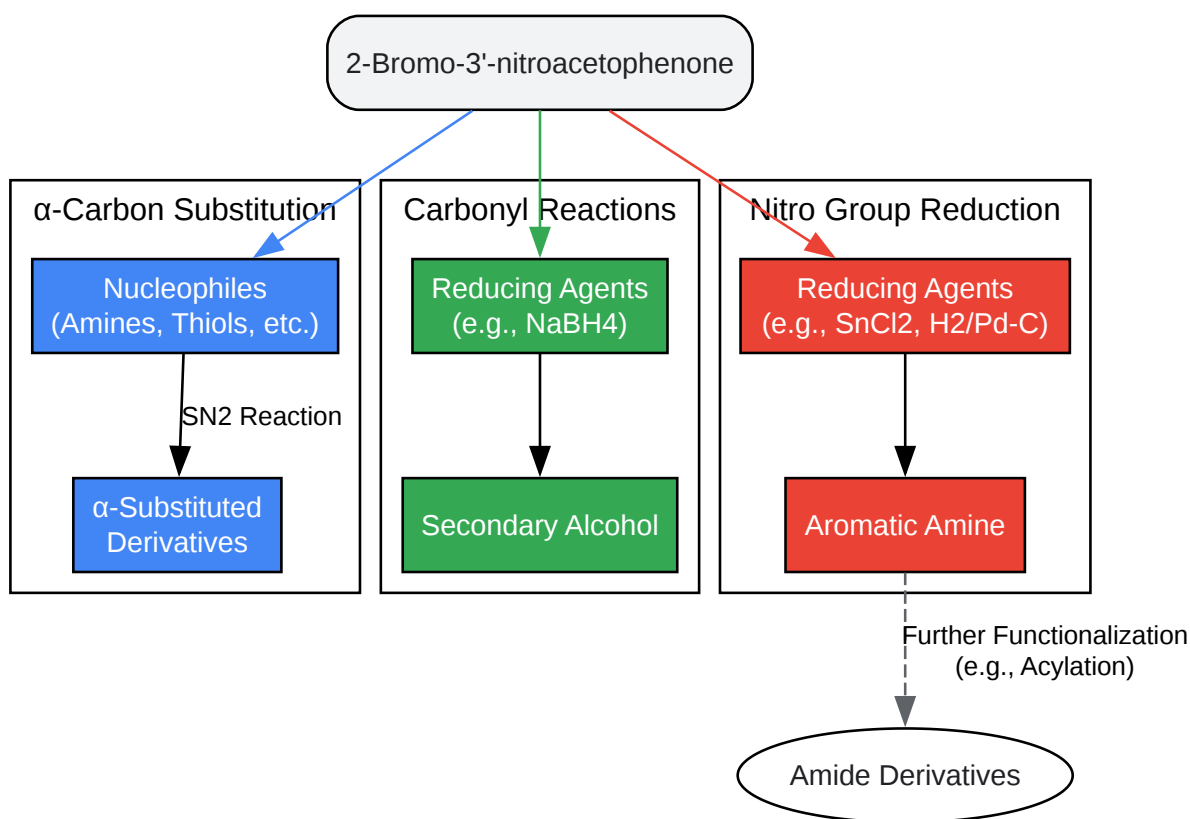 2-Bromo-3'-nitroacetophenone
α-Carbon Substitution
Carbonyl Reactions
Nitro Group Reduction
Nucleophiles
(Amines, Thiols, etc.)
Reducing Agents
(e.g., NaBH4)
Reducing Agents
(e.g., SnCl2, H2/Pd-C)
SN2 Reaction
α-Substituted
Derivatives
Secondary Alcohol
Aromatic Amine
Further Functionalization
(e.g., Acylation)
Amide Derivatives